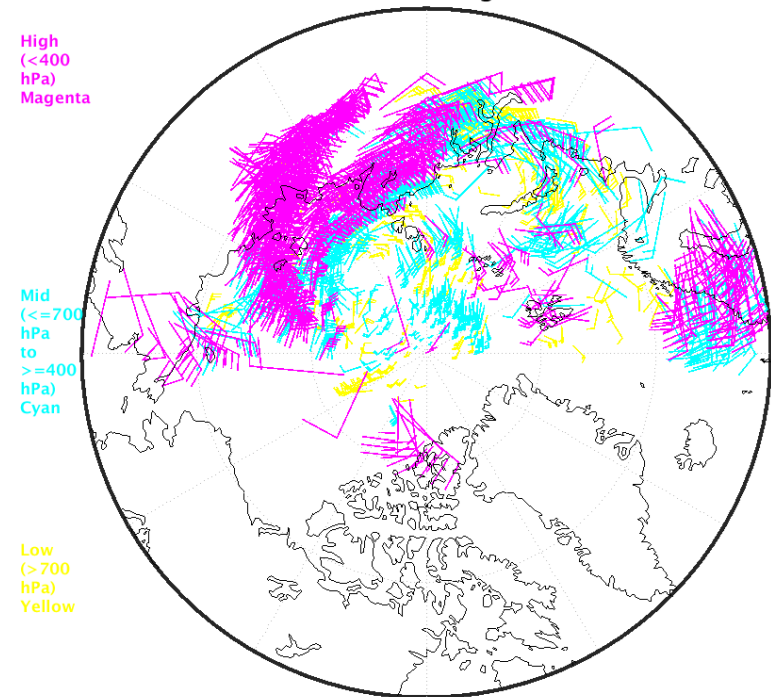 High
(<400
hPa)
Magenta
Mid
(<=700
hPa
to
>=400
hPa)
Cyan
Low
(>700
hPa)
Yellow